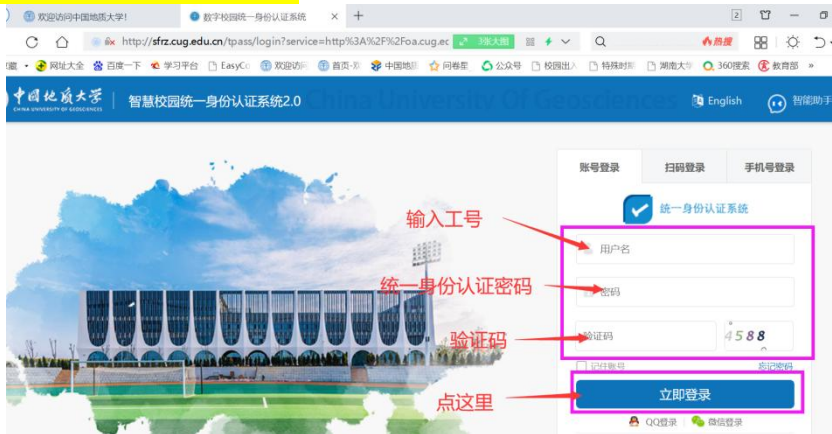 欢迎访问中国地质大学!
数字校园统一身份认证系统
2
http://sfrz.cug.edu.cn/tpass/login?service=http%3A%2F%2Foa.cug.ec
3张大图
热搜
网址大全 百度一下 学习平台 EasyCo 欢迎访问 首页-欢 中国地质 问卷星 公众号 校园出入 特殊时期 湖南大学 360搜索 教育部 »
中国地质大学
CHINA UNIVERSITY OF GEOSCIENCES
智慧校园统一身份认证系统2.0
China University Of Geosciences
English
智能助手
账号登录 扫码登录 手机号登录
统一身份认证系统
输入工号
用户名
统一身份认证密码
密码
验证码
验证码
4588
记住账号 忘记密码
点这里
立即登录
QQ登录 微信登录